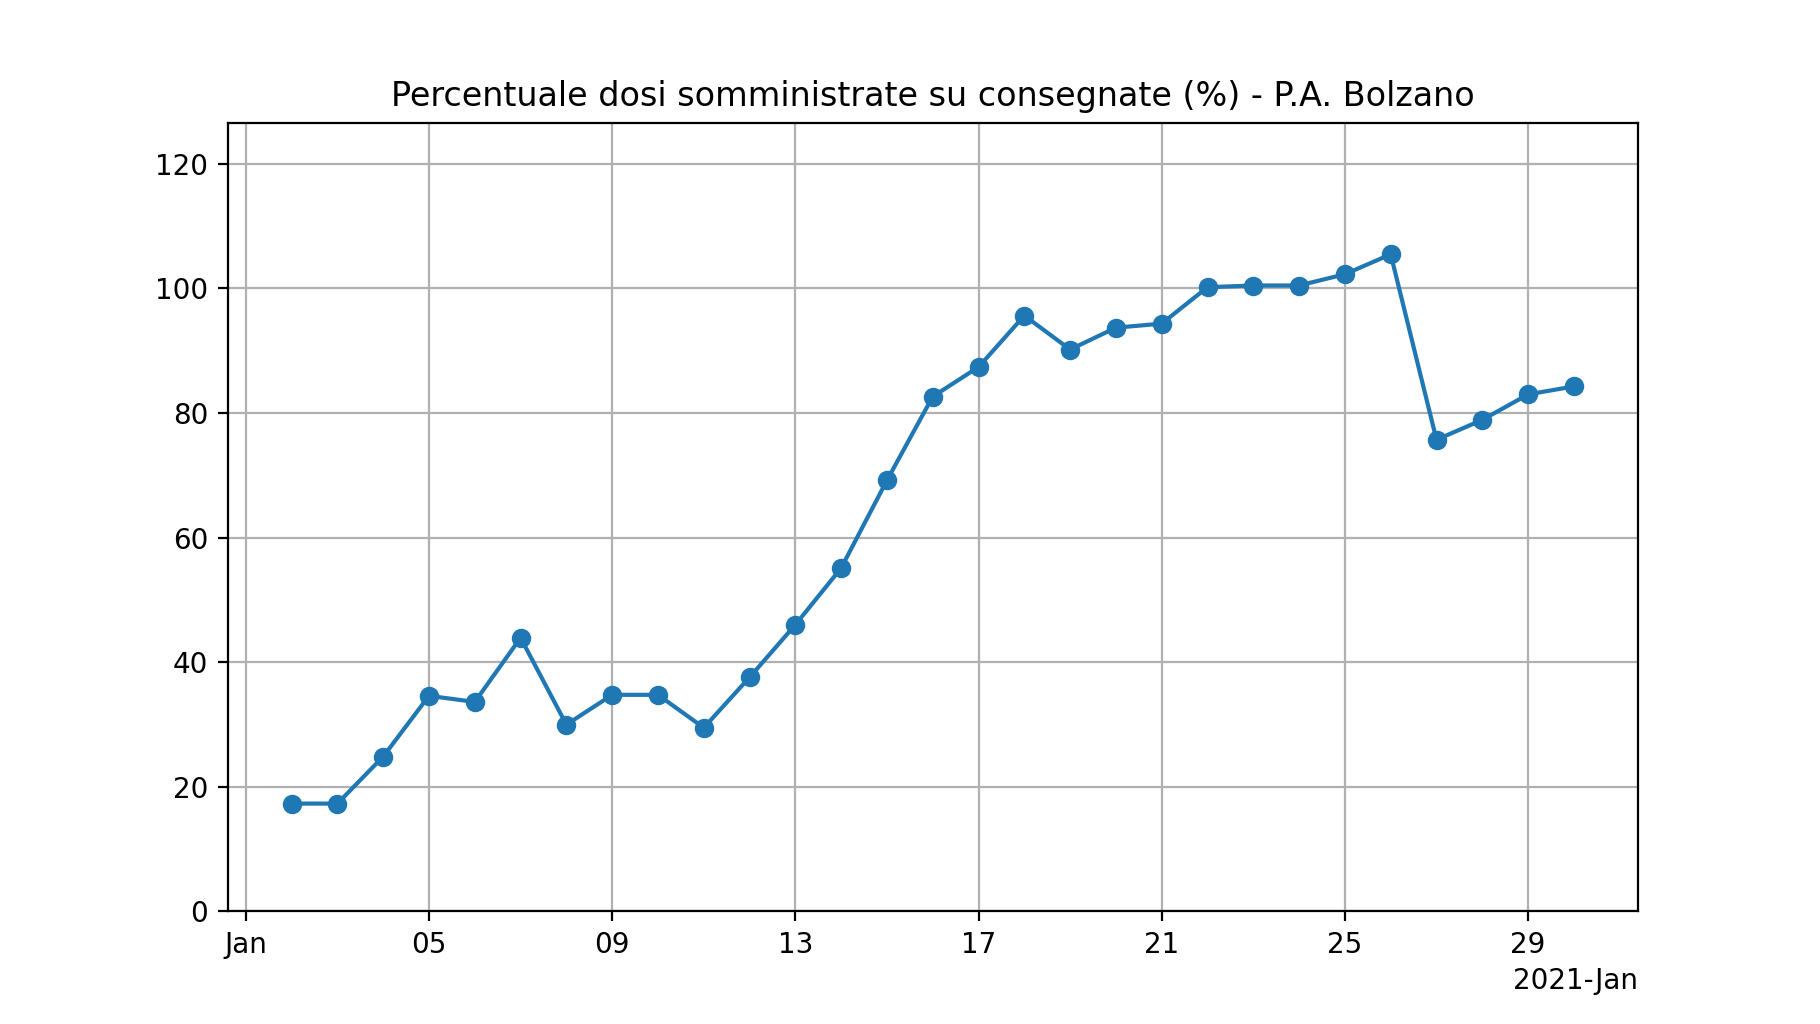 Percentuale dosi somministrate su consegnate (%) - P.A. Bolzano
120
100
80
60
40
20
0
Jan 05 09 13 17 21 25 29
2021-Jan